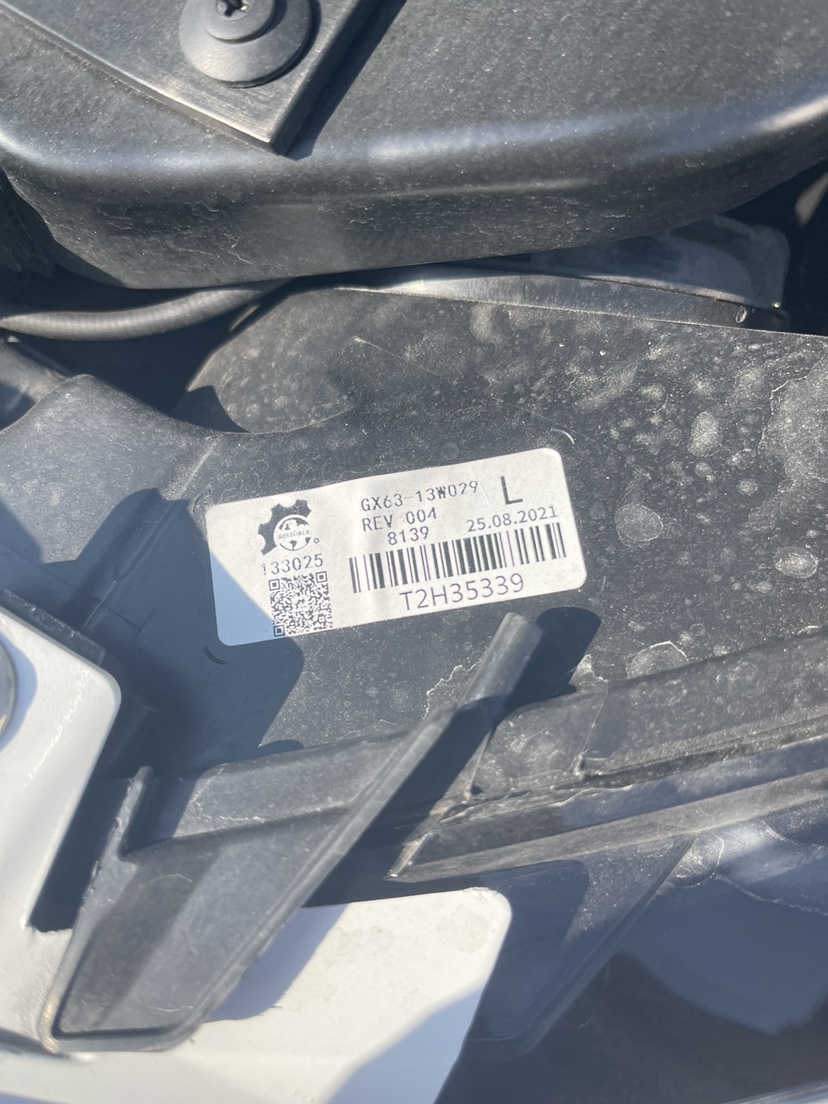 GX63-13W029 L
REV 004
8139 25.08.2021
133025
T2H35339